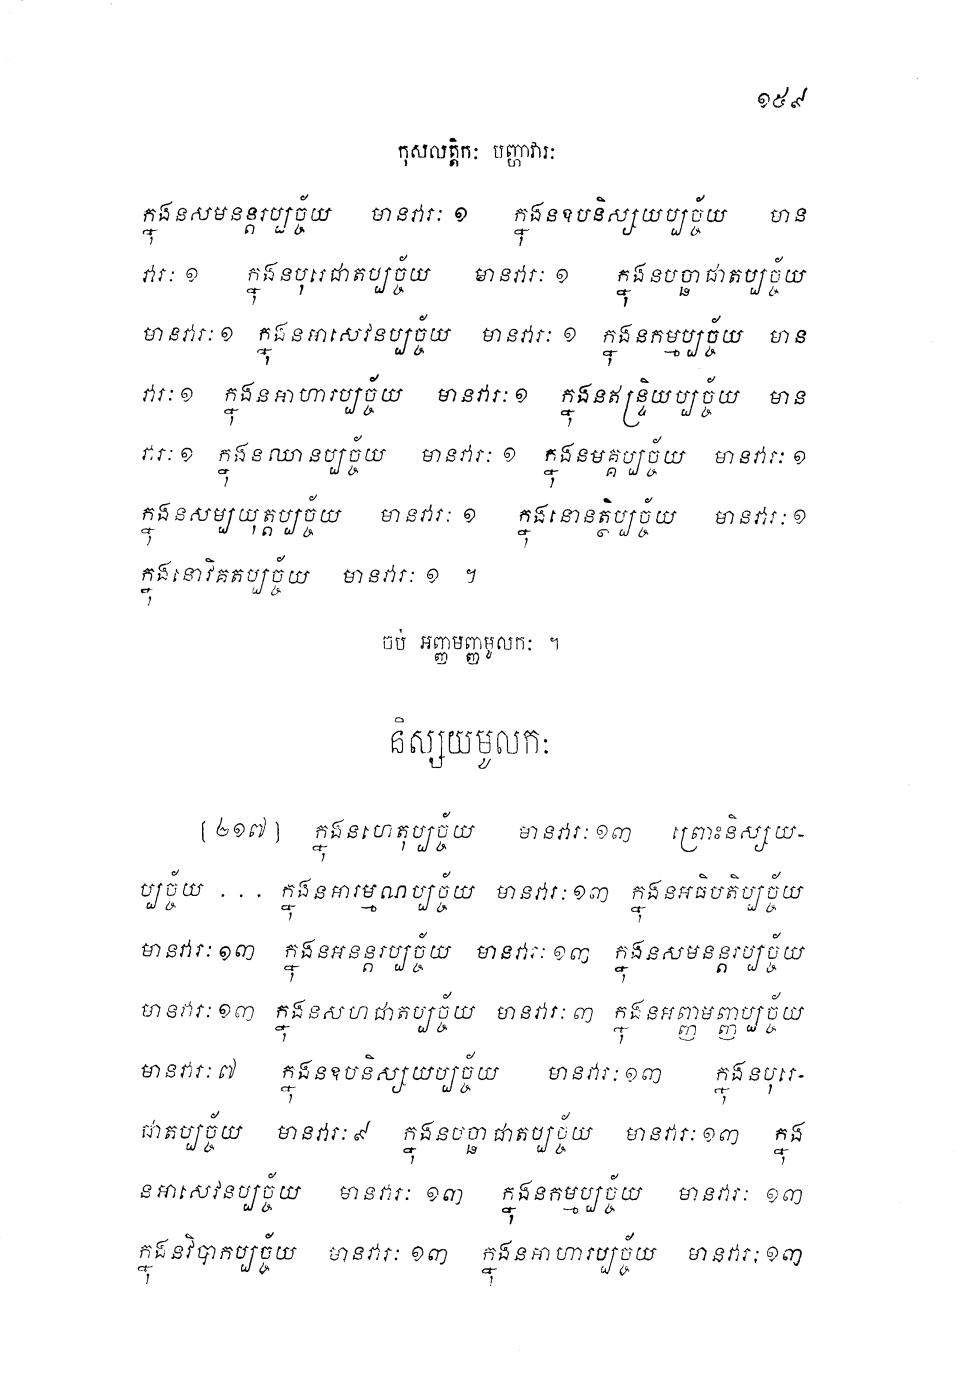 ១៥៩
កុសលត្តិកៈ បញ្ហាវារៈ
ក្នុងនសមនន្តរប្បច្ច័យ មានវារៈ ១ ក្នុងនឧបនិស្សយប្បច្ច័យ មាន
វារៈ ១ ក្នុងនបុរេជាតប្បច្ច័យ មានវារៈ ១ ក្នុងនបច្ឆាជាតប្បច្ច័យ
មានវារៈ ១ ក្នុងនអាសេវនប្បច្ច័យ មានវារៈ ១ ក្នុងនកម្មប្បច្ច័យ មាន
វារៈ ១ ក្នុងនអាហារប្បច្ច័យ មានវារៈ ១ ក្នុងនឥន្ទ្រិយប្បច្ច័យ មាន
វារៈ ១ ក្នុងនឈានប្បច្ច័យ មានវារៈ ១ ក្នុងនមគ្គប្បច្ច័យ មានវារៈ ១
ក្នុងនសម្បយុត្តប្បច្ច័យ មានវារៈ ១ ក្នុងនោនត្ថិប្បច្ច័យ មានវារៈ ១
ក្នុងនោវិគតប្បច្ច័យ មានវារៈ ១ ។
ចប់ អញ្ញមញ្ញមូលកៈ ។
និស្សយមូលកៈ
[២១៧] ក្នុងនហេតុប្បច្ច័យ មានវារៈ ១៣ ព្រោះនិស្សយ-
ប្បច្ច័យ ... ក្នុងនអារម្មណប្បច្ច័យ មានវារៈ ១៣ ក្នុងនអធិបតិប្បច្ច័យ
មានវារៈ ១៣ ក្នុងនអនន្តរប្បច្ច័យ មានវារៈ ១៣ ក្នុងនសមនន្តរប្បច្ច័យ
មានវារៈ ១៣ ក្នុងនសហជាតប្បច្ច័យ មានវារៈ ៣ ក្នុងនអញ្ញមញ្ញប្បច្ច័យ
មានវារៈ ៧ ក្នុងនឧបនិស្សយប្បច្ច័យ មានវារៈ ១៣ ក្នុងនបុរេ-
ជាតប្បច្ច័យ មានវារៈ ៩ ក្នុងនបច្ឆាជាតប្បច្ច័យ មានវារៈ ១៣ ក្នុង
នអាសេវនប្បច្ច័យ មានវារៈ ១៣ ក្នុងនកម្មប្បច្ច័យ មានវារៈ ១៣
ក្នុងនវិបាកប្បច្ច័យ មានវារៈ ១៣ ក្នុងនអាហារប្បច្ច័យ មានវារៈ ១៣